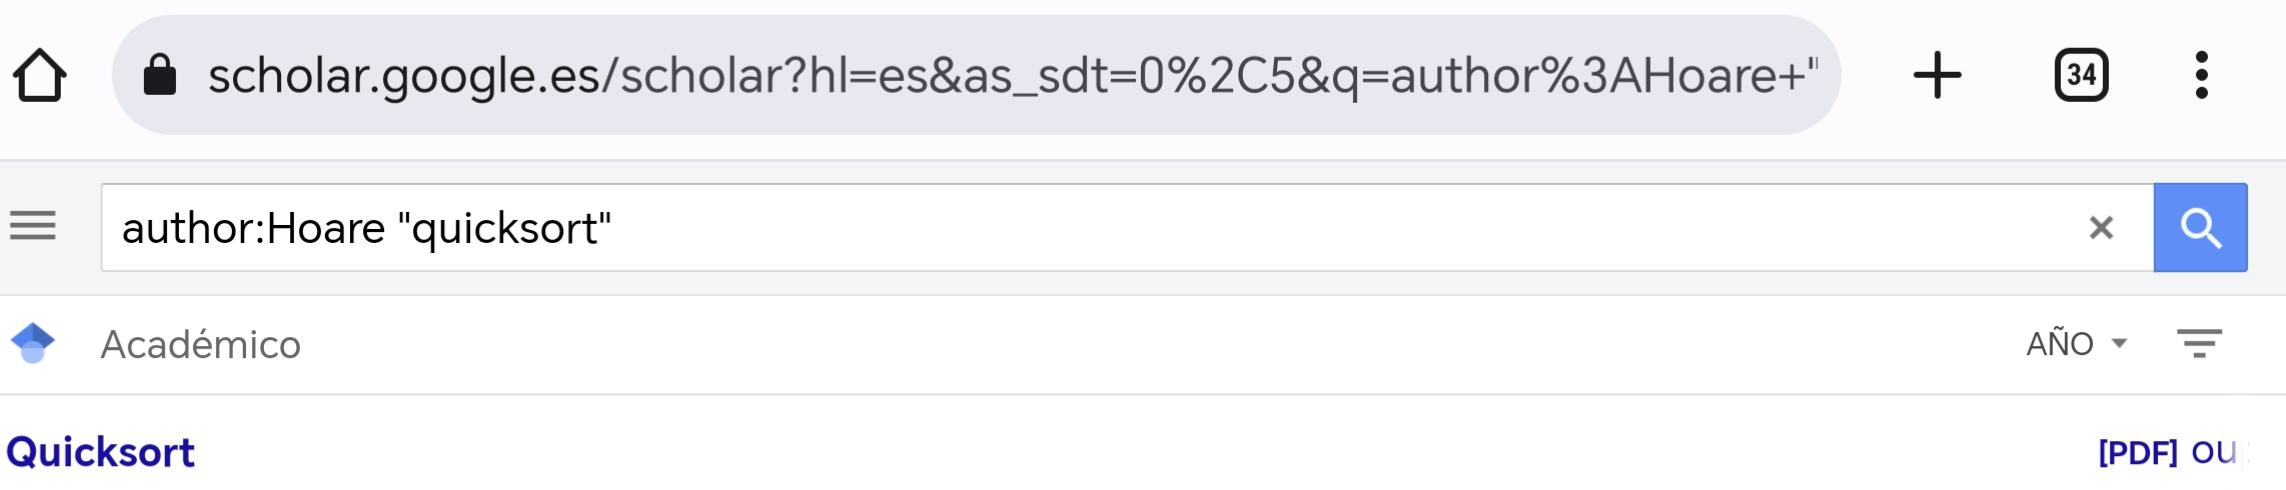 scholar.google.es/scholar?hl=es&as_sdt=0%2C5&q=author%3AHoare+"
34
author:Hoare "quicksort"
Académico
AÑO
Quicksort
[PDF] ou